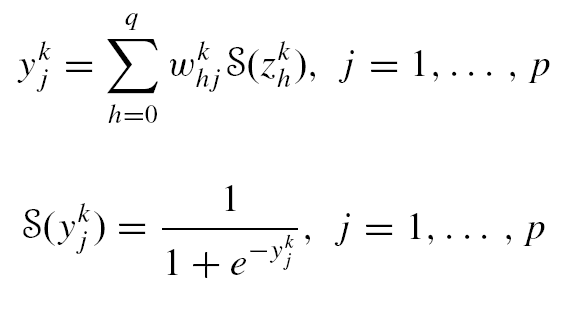 y_j^k = \sum_{h=0}^{q} w_{hj}^k \mathcal{S}(z_h^k), j = 1, . . . , p
\mathcal{S}(y_j^k) = \frac{1}{1 + e^{-y_j^k}}, j = 1, . . . , p